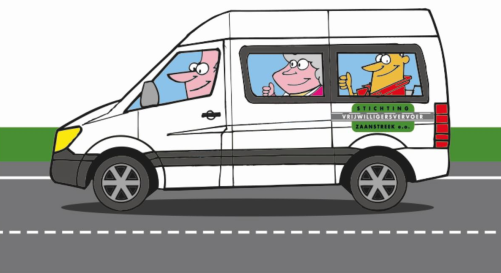 STICHTING
VRIJWILLIGERSVERVOER
ZAANSTREEK e.o.